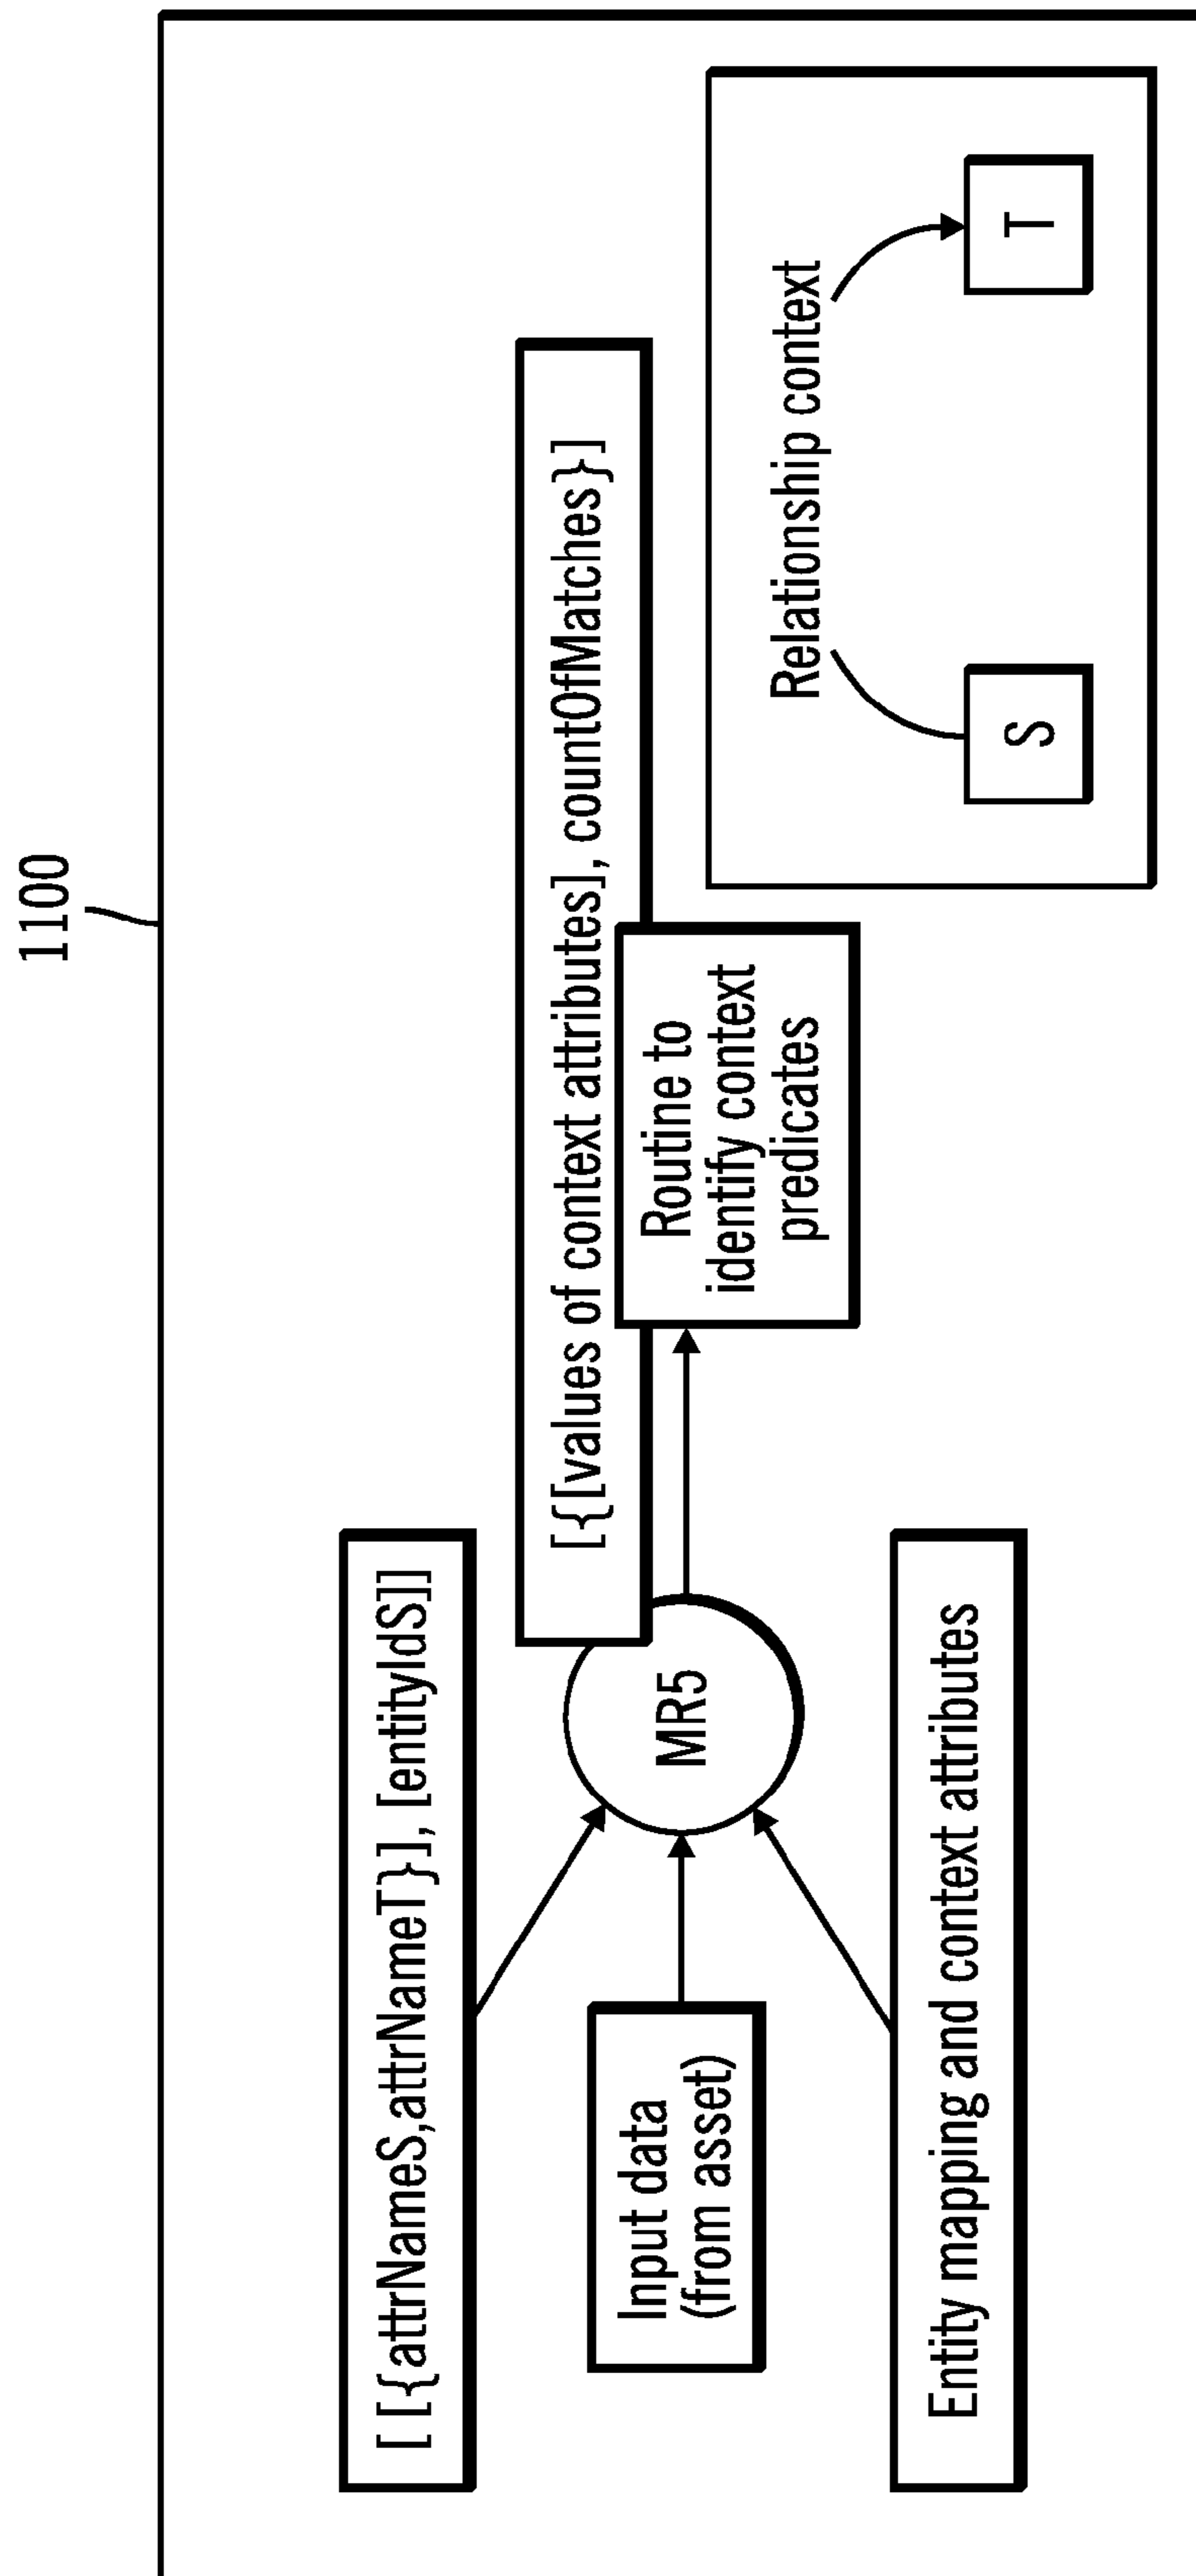 1100
[ [{attrNameS,attrNameT}], [entityIdS]]
[{[values of context attributes], countOfMatches}]
Input data
(from asset)
MR5
Routine to
identify context
predicates
Relationship context
S
T
Entity mapping and context attributes